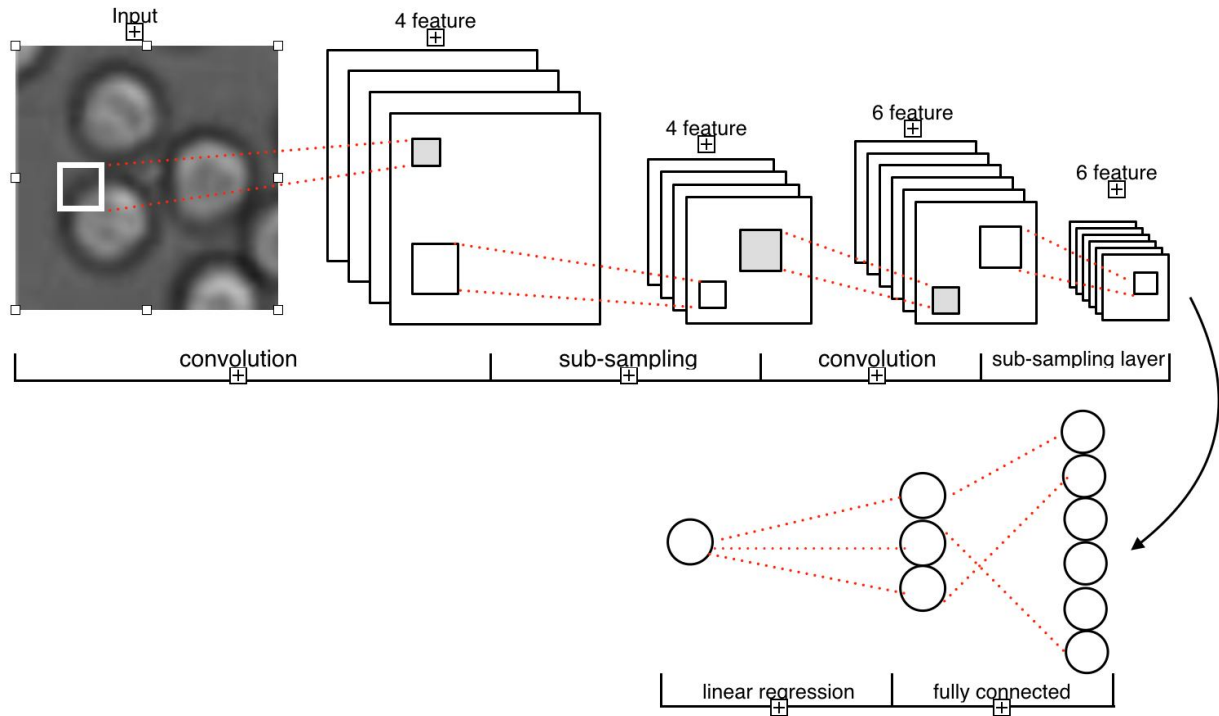 Input
4 feature
4 feature
6 feature
6 feature
convolution
sub-sampling
convolution
sub-sampling layer
linear regression
fully connected